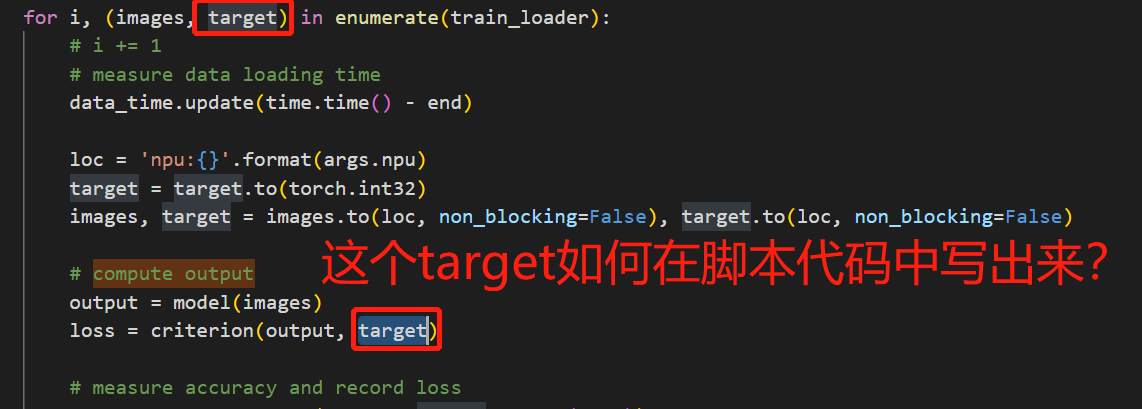 for i, (images, target) in enumerate(train_loader):
# i += 1
# measure data loading time
data_time.update(time.time() - end)
loc = 'npu:{}'.format(args.npu)
target = target.to(torch.int32)
images, target = images.to(loc, non_blocking=False), target.to(loc, non_blocking=False)
这个target如何在脚本代码中写出来？
# compute output
output = model(images)
loss = criterion(output, target)
# measure accuracy and record loss